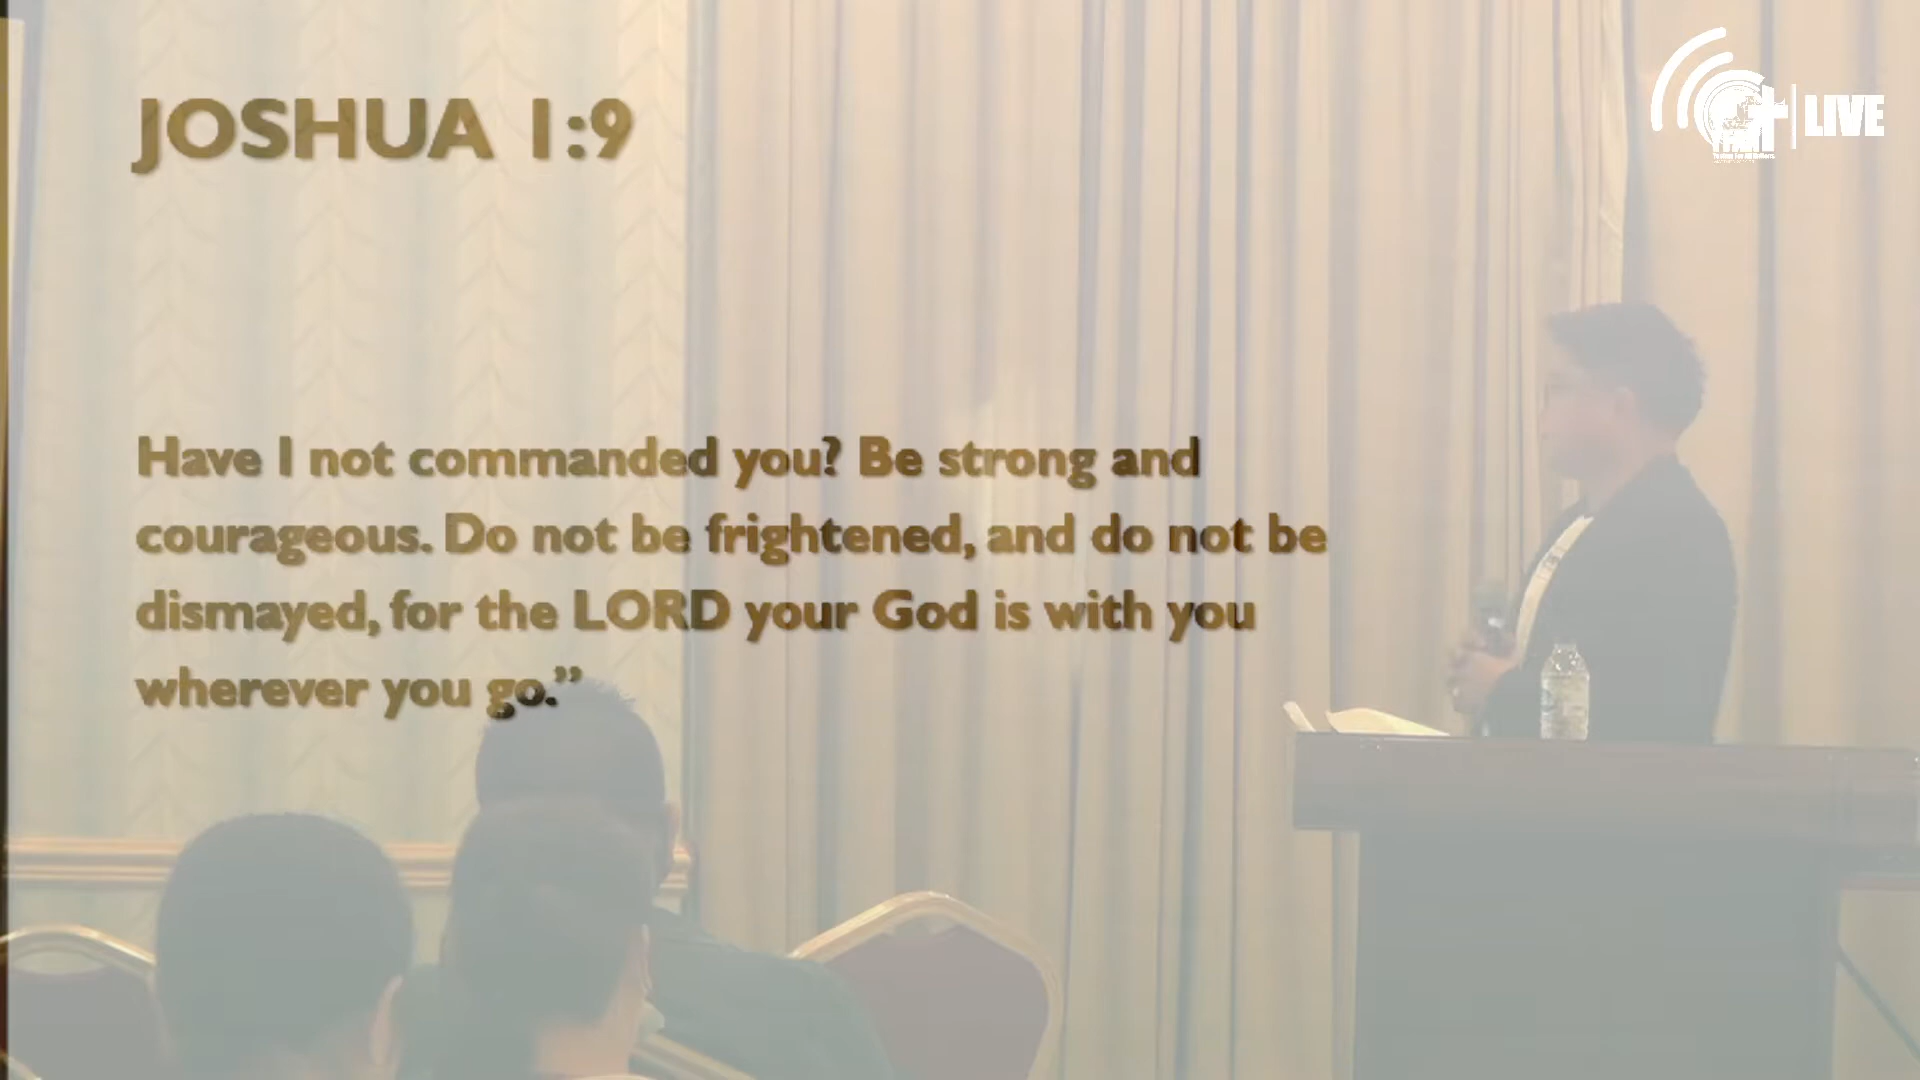 JOSHUA 1:9
LIVE
Have I not commanded you? Be strong and
courageous. Do not be frightened, and do not be
dismayed, for the LORD your God is with you
wherever you go.”